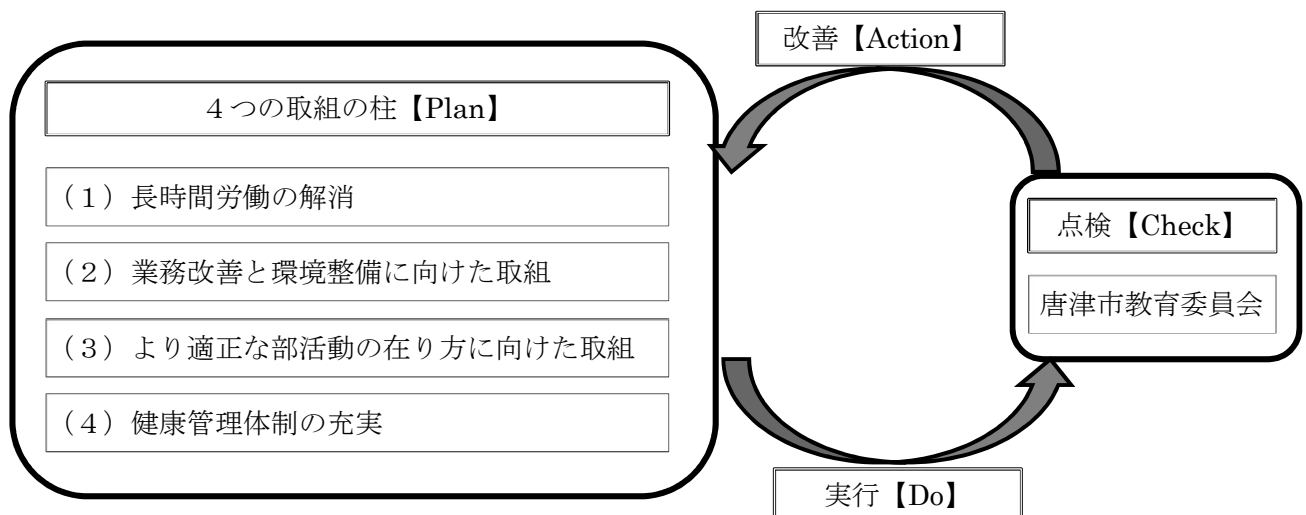 改善【Action】
４つの取組の柱【Plan】
（１）長時間労働の解消
（２）業務改善と環境整備に向けた取組
（３）より適正な部活動の在り方に向けた取組
（４）健康管理体制の充実
点検【Check】
唐津市教育委員会
実行【Do】